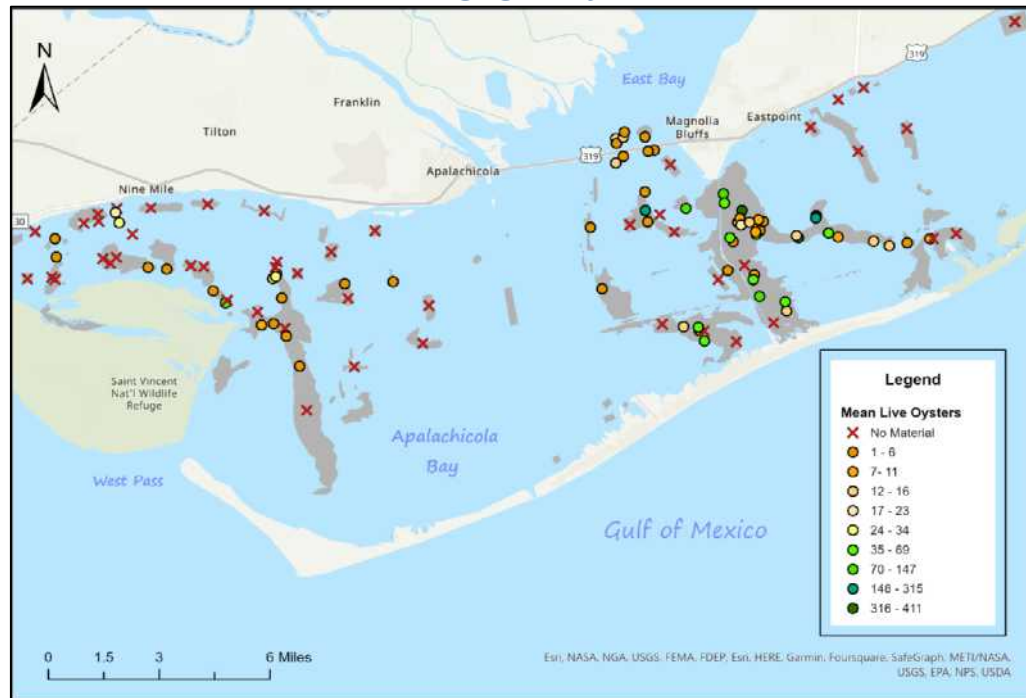 N
East Bay
319
Franklin
Magnolia
Bluffs
Eastpoint
Tilton
319
Apalachicola
Nine Mile
30
Saint Vincent
Nat'l Wildlife
Refuge
Apalachicola
Bay
West Pass
Gulf of Mexico
Legend
Mean Live Oysters
No Material
1 - 6
7- 11
12 - 16
17 - 23
24 - 34
35 - 69
70 - 147
148 - 315
316 - 411
0 1.5 3 6 Miles
Esri, NASA, NGA, USGS, FEMA, FDEP, Esri, HERE, Garmin, Foursquare, SafeGraph, METI/NASA,
USGS, EPA, NPS, USDA